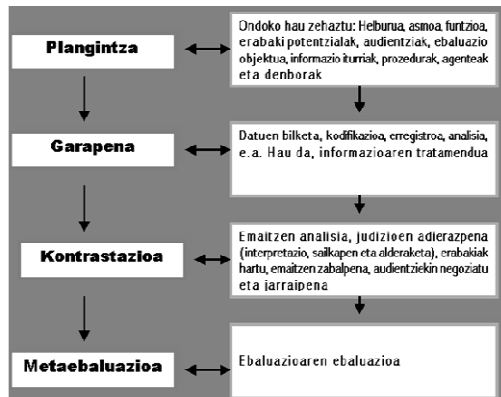 Plangintza
Ondoko hau zehaztu: Helburua, asmoa, funtzioa,
erabaki potentzialak, audientziak, ebaluazio
objektua, informazio iturriak, prozedurak, agenteak
eta denborak
Garapena
Datuen bilketa, kodifikazioa, erregistroa, analisia,
e.a. Hau da, informazioaren tratamendua
Kontrastazioa
Emaitzen analisia, judizioen adierazpena
(interpretazio, sailkapen eta alderaketa), erabakiak
hartu, emaitzen zabalpena, audientziekin negoziatu
eta jarraipena
Metaebaluazioa
Ebaluazioaren ebaluazioa